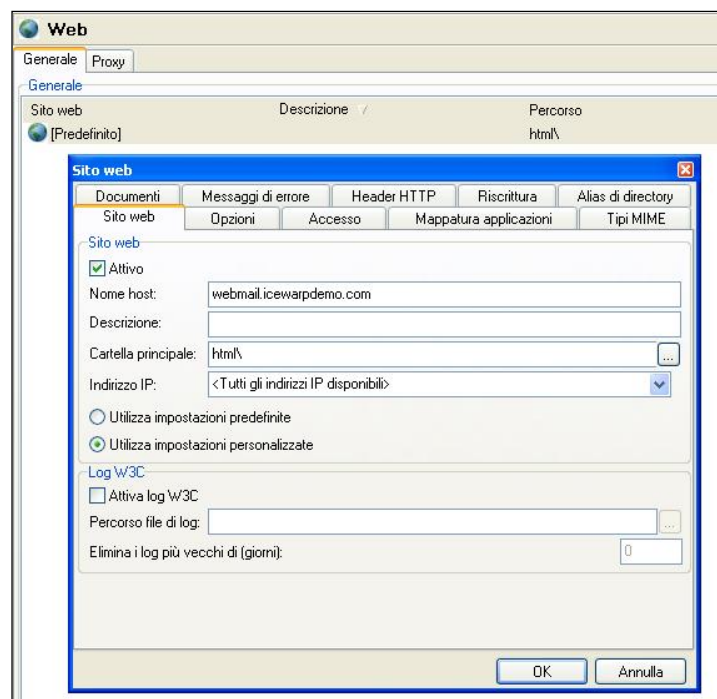 Web
Generale Proxy
Generale
Sito web Descrizione Percorso
[Predefinito] html\
Sito web
Documenti Messaggi di errore Header HTTP Riscrittura Alias di directory
Sito web Opzioni Accesso Mappatura applicazioni Tipi MIME
Sito web
Attivo
Nome host: webmail.icewarpdemo.com
Descrizione:
Cartella principale: html\ ...
Indirizzo IP: <Tutti gli indirizzi IP disponibili>
Utilizza impostazioni predefinite
Utilizza impostazioni personalizzate
Log W3C
Attiva log W3C
Percorso file di log: ...
Elimina i log più vecchi di (giorni): 0
OK Annulla